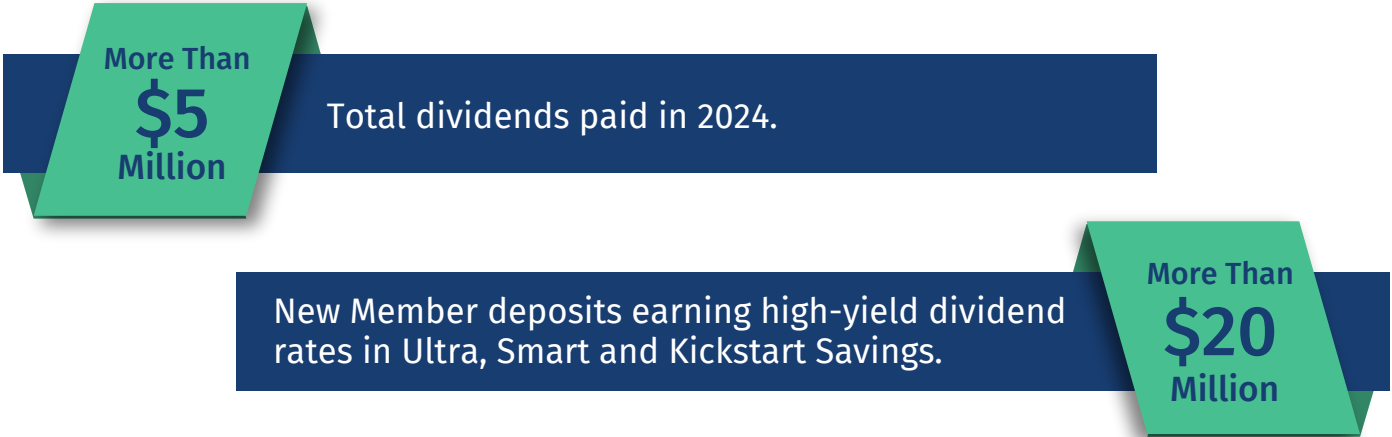 More Than
$5
Million
Total dividends paid in 2024.
New Member deposits earning high-yield dividend
rates in Ultra, Smart and Kickstart Savings.
More Than
$20
Million